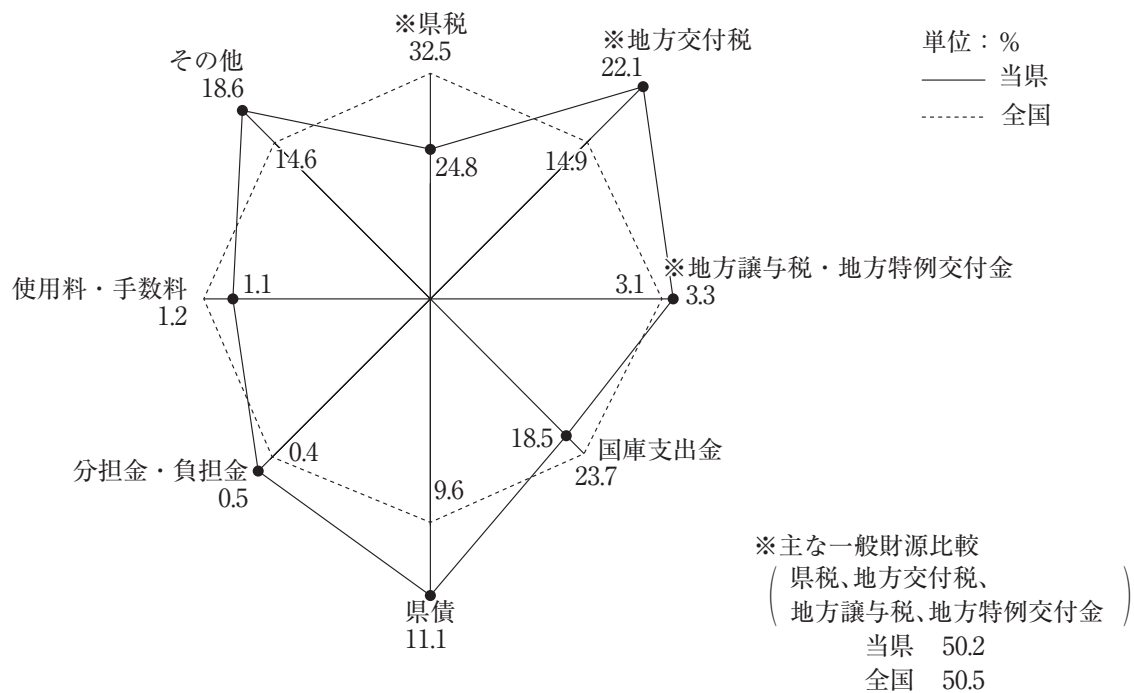 ※県税
32.5
※地方交付税
22.1
単位：%
当県
全国
その他
18.6
14.6
24.8
14.9
※地方譲与税・地方特例交付金
3.1
3.3
使用料・手数料
1.2
1.1
18.5
国庫支出金
23.7
分担金・負担金
0.5
0.4
9.6
県債
11.1
※主な一般財源比較
県税、地方交付税、
地方譲与税、地方特例交付金
当県 50.2
全国 50.5